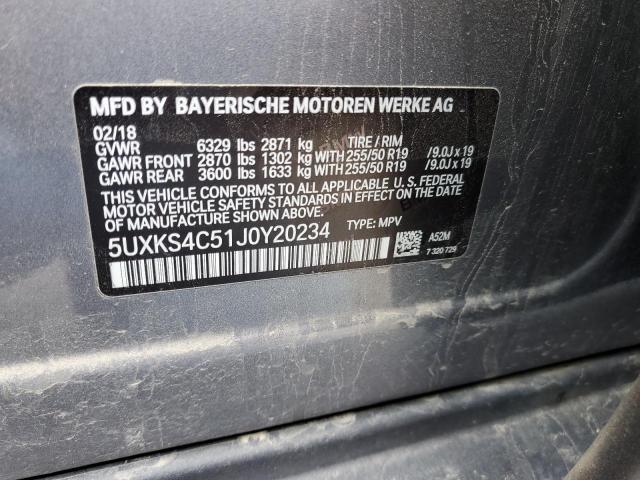 MFD BY BAYERISCHE MOTOREN WERKE AG
02/18
GVWR 6329 lbs 2871 kg TIRE / RIM
GAWR FRONT 2870 lbs 1302 kg WITH 255/50 R19 /9.0J x 19
GAWR REAR 3600 lbs 1633 kg WITH 255/50 R19 /9.0J x 19
THIS VEHICLE CONFORMS TO ALL APPLICABLE U. S. FEDERAL
MOTOR VEHICLE SAFETY STANDARDS IN EFFECT ON THE DATE
OF MANUFACTURE SHOWN ABOVE.
5UXKS4C51J0Y20234 TYPE: MPV
A52M
7 320 729